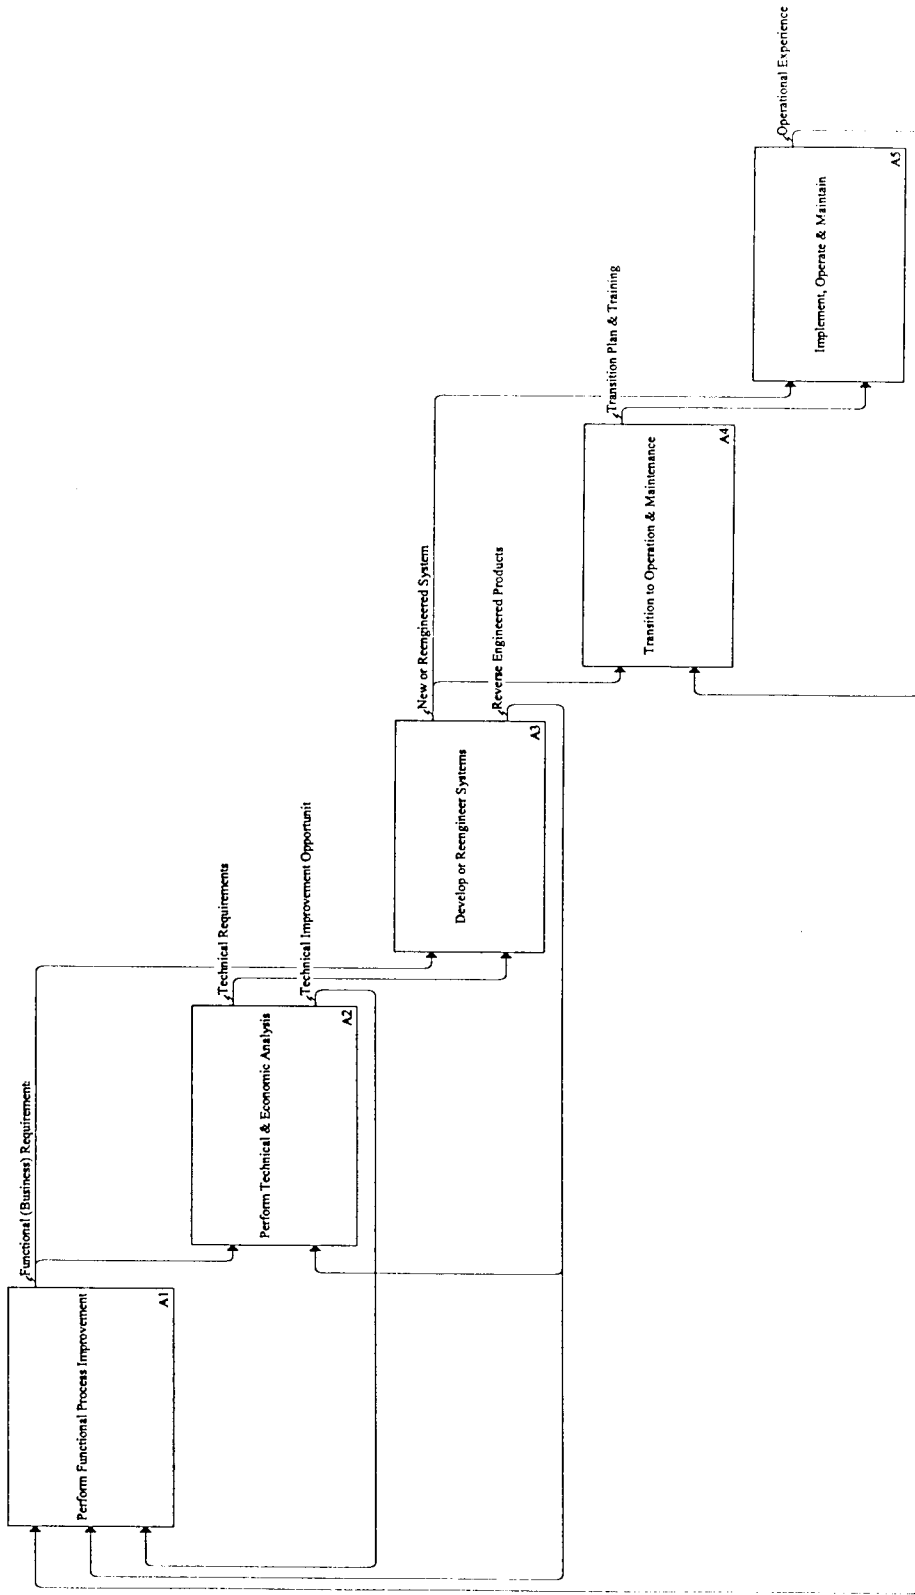 Functional (Business) Requirement
Perform Functional Process Improvement
A1
Technical Requirements
Technical Improvement Opportunit
Perform Technical & Economic Analysis
A2
New or Reengineered System
Reverse Engineered Products
Develop or Reengineer Systems
A3
Transition Plan & Training
Transition to Operation & Maintenance
A4
Operational Experience
Implement, Operate & Maintain
A5